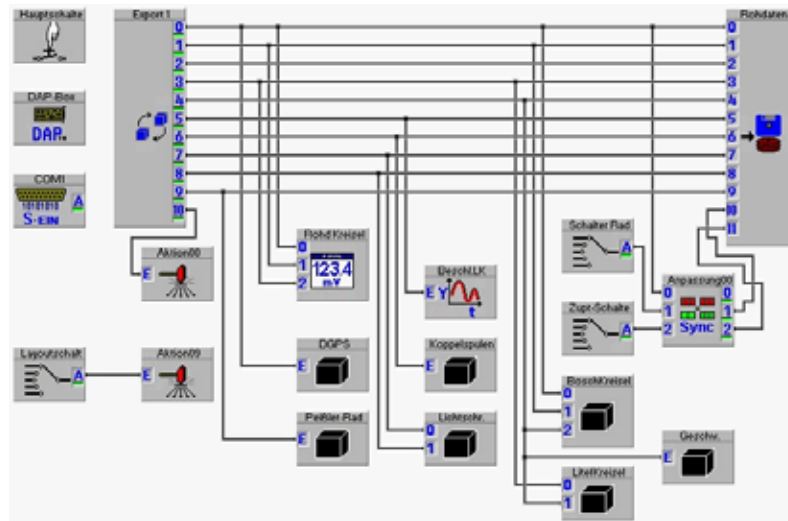 Hauptschalte
Export 1
Rohdaten
0
1
2
3
4
5
6
7
8
9
10
0
1
2
3
4
5
6
7
8
9
10
11
DAP-Box
DAP.
COM1
10101010
S-EIN
A
Aktion00
E
Rohd Kreisel
0
1
2
123.4
mV
Beschl.LK
E
Y
t
Schalter Rad
A
Anpassung00
0
1
2
0
1
2
Sync
Zupt-Schalte
A
Layoutschalt
A
Aktion09
E
DGPS
E
Koppelspulen
E
Peißler-Rad
E
Lichtschr.
0
1
BoschKreisel
0
1
2
Geschw.
E
LitefKreisel
0
1